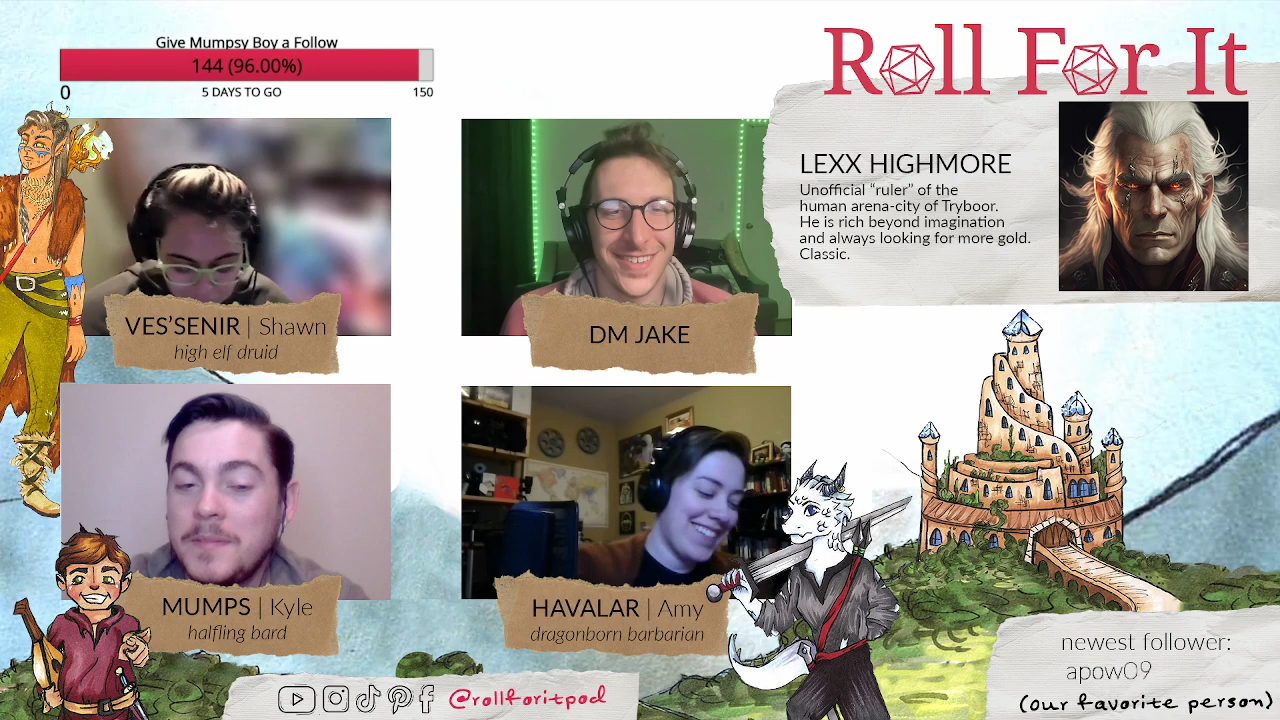 Give Mumpsy Boy a Follow
144 (96.00%)
0
5 DAYS TO GO
150
Roll For It
LEXX HIGHMORE
Unofficial “ruler” of the
human arena-city of Tryboor.
He is rich beyond imagination
and always looking for more gold.
Classic.
VES’SENIR | Shawn
high elf druid
DM JAKE
MUMPS | Kyle
halfling bard
HAVALAR | Amy
dragonborn barbarian
@rollforitpod
newest follower:
apow09
(our favorite person)